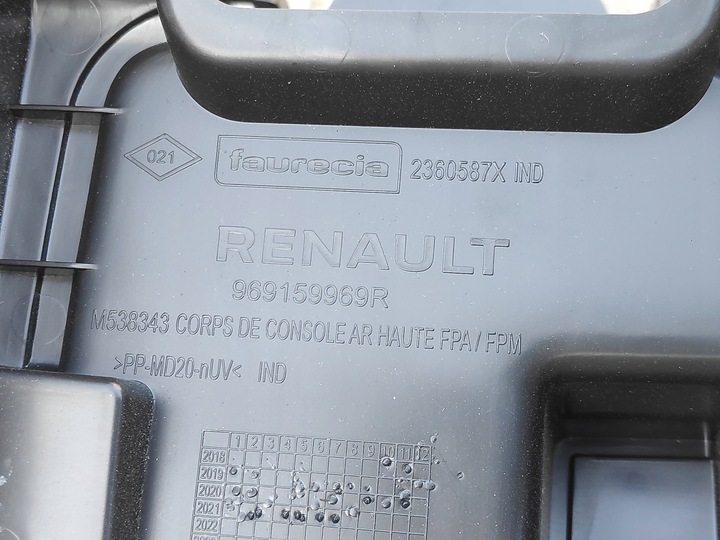 021 faurecia 2360587X IND
RENAULT
969159969R
M538343 CORPS DE CONSOLE AR HAUTE FPA / FPM
>PP-MD20-nUV< IND
1 2 3 4 5 6 7 8 9 10 11 12
2018
2019
2020
2021
2022